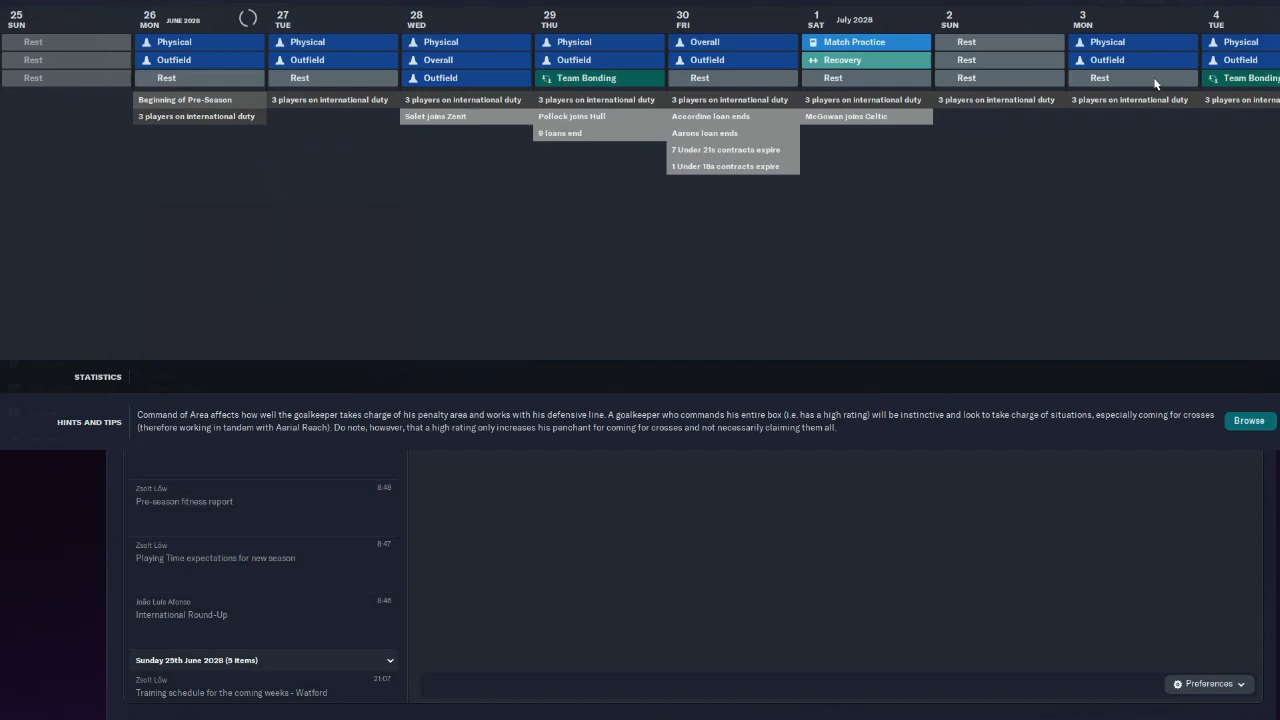 25
SUN
26
MON JUNE 2028
27
TUE
28
WED
29
THU
30
FRI
1
SAT July 2028
2
SUN
3
MON
4
TUE
Rest Physical Physical Physical Physical Overall Match Practice Rest Physical Physical
Rest Outfield Outfield Overall Outfield Outfield Recovery Rest Outfield Outfield
Rest Rest Rest Outfield Team Bonding Rest Rest Rest Rest Team Bonding
Beginning of Pre-Season 3 players on international duty 3 players on international duty 3 players on international duty 3 players on international duty 3 players on international duty 3 players on international duty 3 players on international duty 3 players on int
3 players on international duty Solet joins Zenit Pollock joins Hull Accordino loan ends McGowan joins Celtic
9 loans end Aarons loan ends
7 Under 21s contracts expire
1 Under 18s contracts expire
STATISTICS
HINTS AND TIPS
Command of Area affects how well the goalkeeper takes charge of his penalty area and works with his defensive line. A goalkeeper who commands his entire box (i.e. has a high rating) will be instinctive and look to take charge of situations, especially coming for crosses
(therefore working in tandem with Aerial Reach). Do note, however, that a high rating only increases his penchant for coming for crosses and not necessarily claiming them all.
Browse
Zsolt Lőw 8:48
Pre-season fitness report
Zsolt Lőw 8:47
Playing Time expectations for new season
João Luís Afonso 8:46
International Round-Up
Sunday 25th June 2028 (5 items)
Zsolt Lőw 21:07
Training schedule for the coming weeks - Watford
Preferences